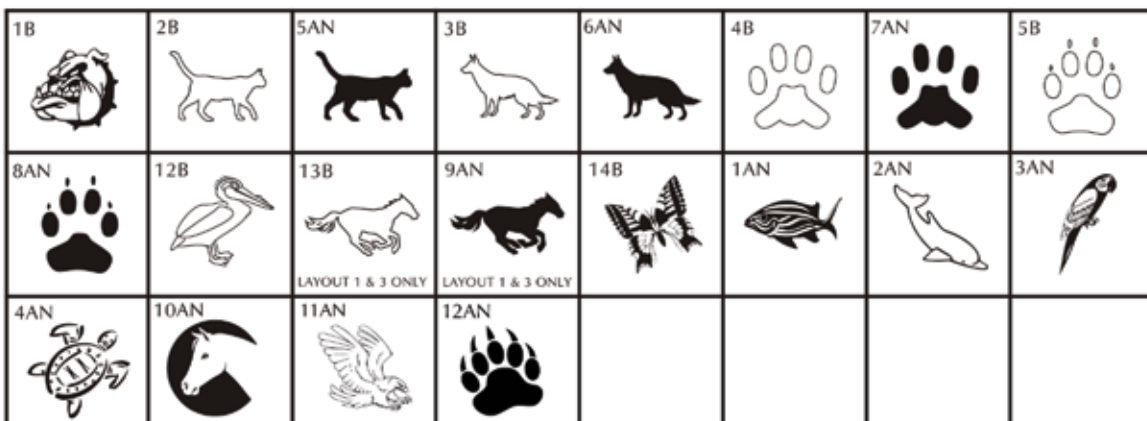 1B
2B
5AN
3B
6AN
4B
7AN
5B
8AN
12B
13B
9AN
14B
1AN
2AN
3AN
LAYOUT 1 & 3 ONLY
LAYOUT 1 & 3 ONLY
4AN
10AN
11AN
12AN